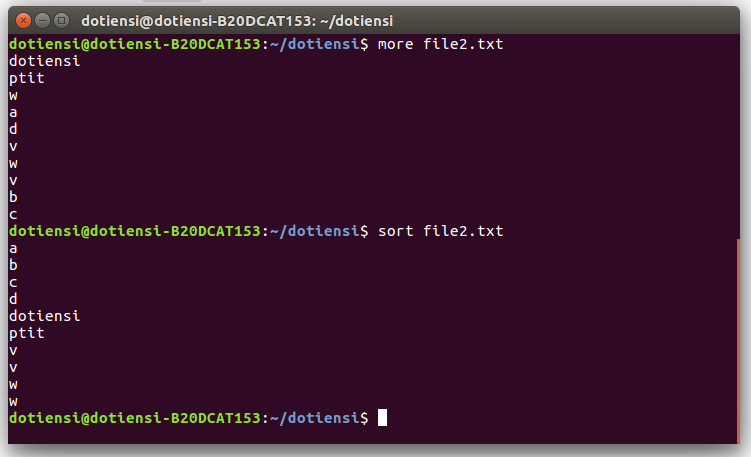 dotiensi@dotiensi-B20DCAT153: ~/dotiensi
dotiensi@dotiensi-B20DCAT153:~/dotiensi$ more file2.txt
dotiensi
ptit
w
a
d
v
w
v
b
c
dotiensi@dotiensi-B20DCAT153:~/dotiensi$ sort file2.txt
a
b
c
d
dotiensi
ptit
v
v
w
w
dotiensi@dotiensi-B20DCAT153:~/dotiensi$